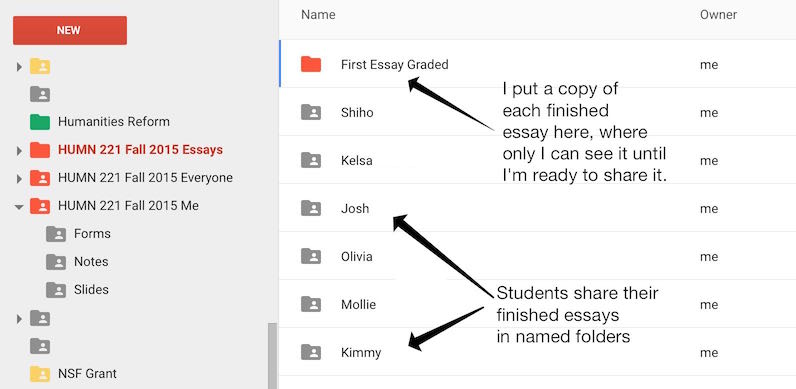 NEW
Humanities Reform
HUMN 221 Fall 2015 Essays
HUMN 221 Fall 2015 Everyone
HUMN 221 Fall 2015 Me
Forms
Notes
Slides
NSF Grant
Name Owner
First Essay Graded me
Shiho me
Kelsa me
Josh me
Olivia me
Mollie me
Kimmy me
I put a copy of
each finished
essay here, where
only I can see it until
I'm ready to share it.
Students share their
finished essays
in named folders